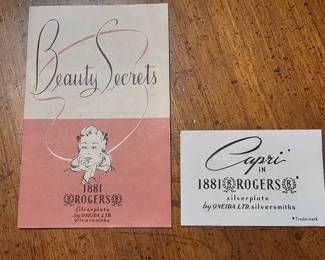 Beauty Secrets
1881
ROGERS
silverplate
by ONEIDA LTD.
silversmiths
Capri
IN
1881 ROGERS*
silverplate
by ONEIDA LTD. silversmiths
*Trade-mark